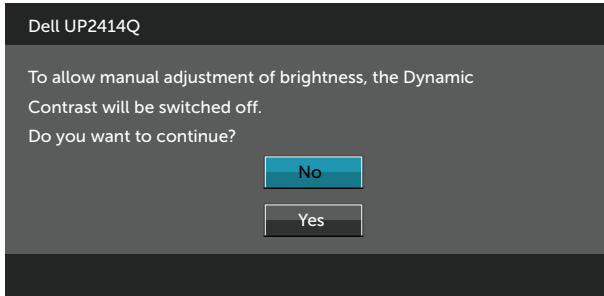 Dell UP2414Q
To allow manual adjustment of brightness, the Dynamic
Contrast will be switched off.
Do you want to continue?
No
Yes